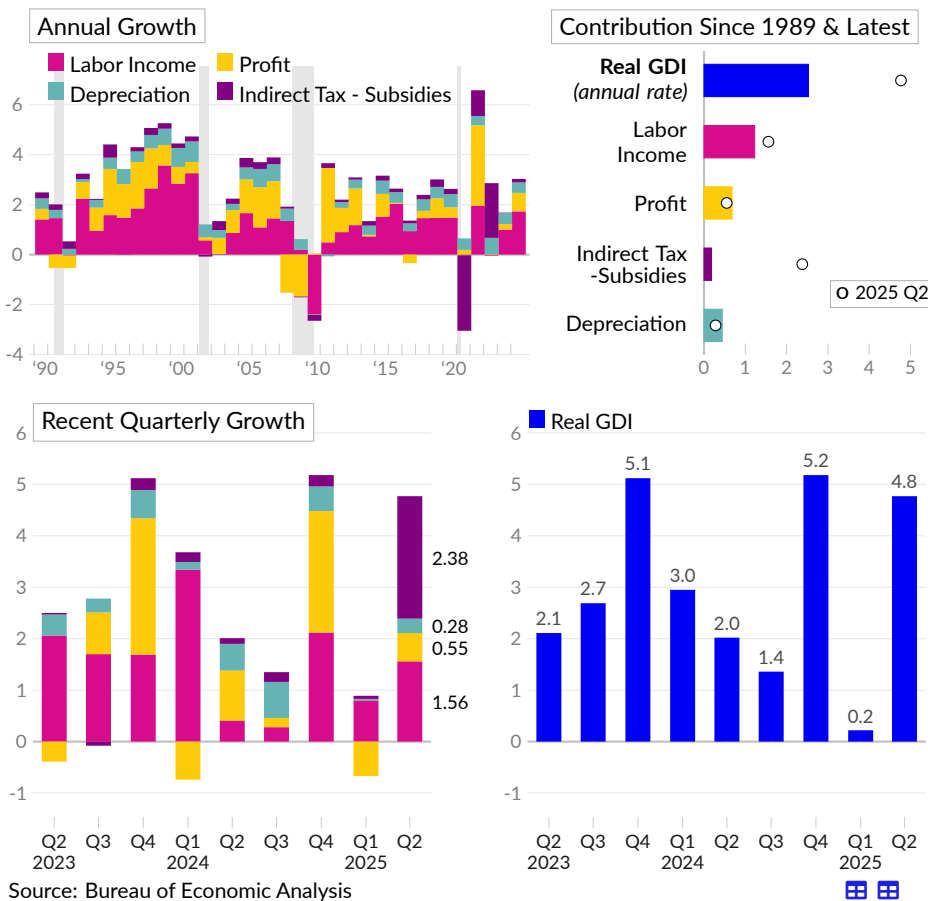 Annual Growth
Labor Income
Profit
Depreciation
Indirect Tax - Subsidies
6
4
2
0
-2
-4
‘90
‘95
‘00
‘10
‘15
‘20
Contribution Since 1989 & Latest
Real GDI
(annual rate)
Labor
Income
Profit
Indirect Tax
-Subsidies
Depreciation
2025 Q2
0 1 2 3 4 5
Recent Quarterly Growth
6
5
4
3
2
1
0
-1
2.38
0.28
0.55
1.56
Q2 Q3 Q4 Q1 Q2 Q3 Q4 Q1 Q2
2023 2024 2025
Real GDI
6
5
4
3
2
1
0
-1
2.1
2.7
5.1
3.0
2.0
1.4
5.2
0.2
4.8
Q2 Q3 Q4 Q1 Q2 Q3 Q4 Q1 Q2
2023 2024 2025
Source: Bureau of Economic Analysis